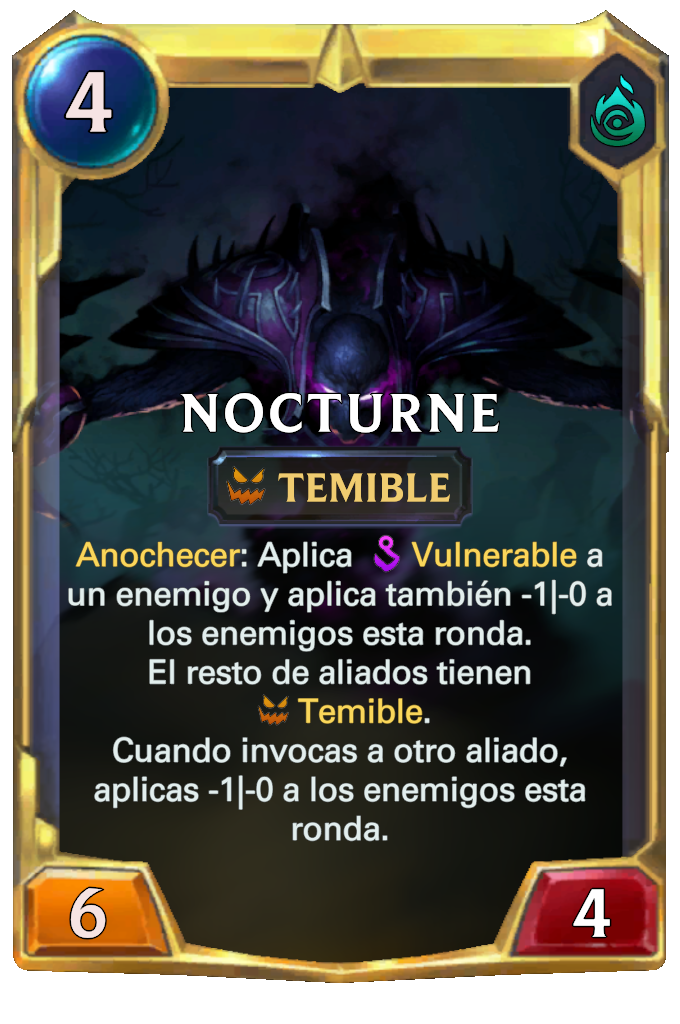 4
NOCTURNE
TEMIBLE
Anochecer: Aplica Vulnerable a
un enemigo y aplica también -1|-0 a
los enemigos esta ronda.
El resto de aliados tienen
Temible.
Cuando invocas a otro aliado,
aplicas -1|-0 a los enemigos esta
ronda.
6
4